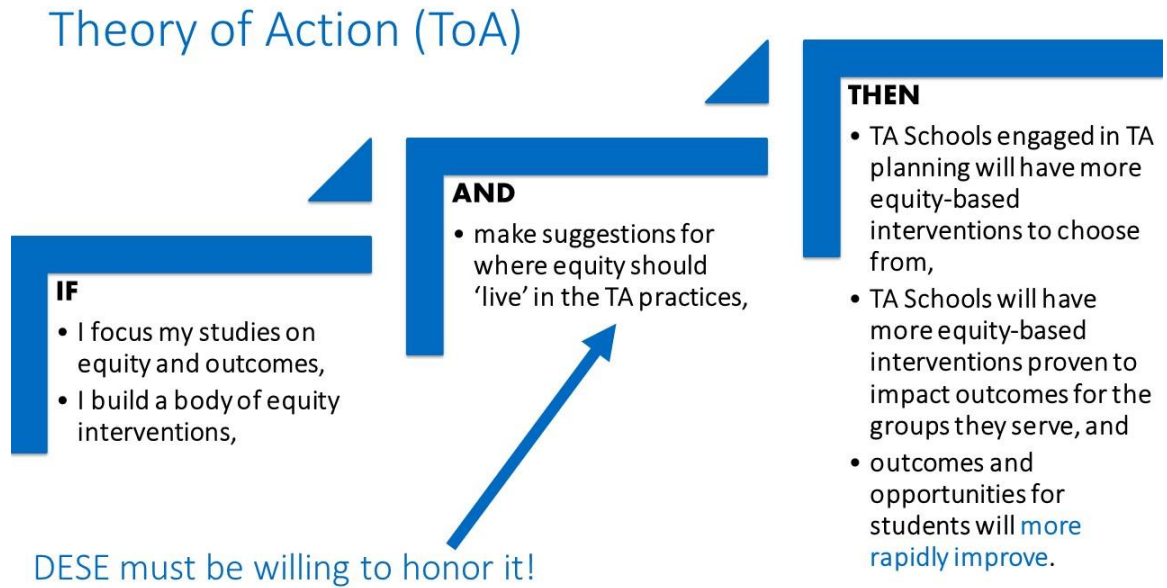 Theory of Action (ToA)
IF
• I focus my studies on
equity and outcomes,
• I build a body of equity
interventions,
AND
• make suggestions for
where equity should
‘live’ in the TA practices,
THEN
• TA Schools engaged in TA
planning will have more
equity-based
interventions to choose
from,
• TA Schools will have
more equity-based
interventions proven to
impact outcomes for the
groups they serve, and
• outcomes and
opportunities for
students will more
rapidly improve.
DESE must be willing to honor it!